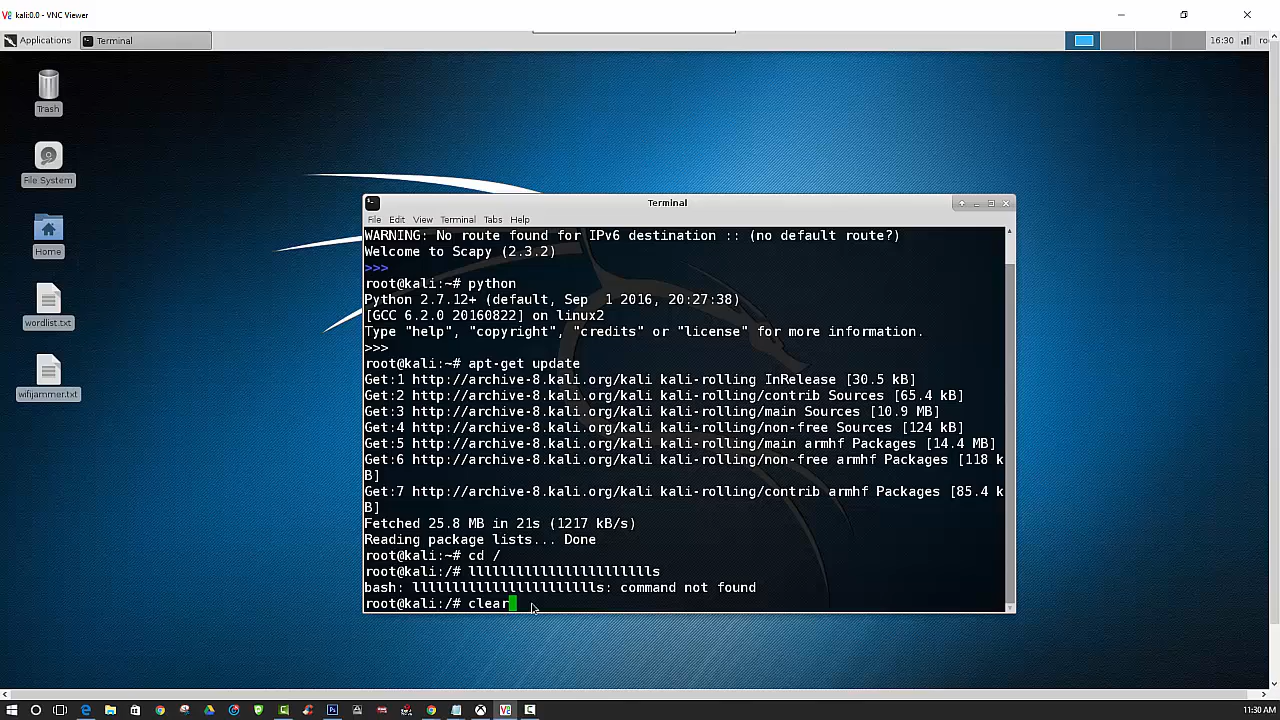 kali:0.0 - VNC Viewer
Applications
Terminal
16:30
ro
Trash
File System
Home
wordlist.txt
wifijammer.txt
Terminal
File Edit View Terminal Tabs Help
WARNING: No route found for IPv6 destination :: (no default route?)
Welcome to Scapy (2.3.2)
>>>
root@kali:~# python
Python 2.7.12+ (default, Sep  1 2016, 20:27:38)
[GCC 6.2.0 20160822] on linux2
Type "help", "copyright", "credits" or "license" for more information.
>>>
root@kali:~# apt-get update
Get:1 http://archive-8.kali.org/kali kali-rolling InRelease [30.5 kB]
Get:2 http://archive-8.kali.org/kali kali-rolling/contrib Sources [65.4 kB]
Get:3 http://archive-8.kali.org/kali kali-rolling/main Sources [10.9 MB]
Get:4 http://archive-8.kali.org/kali kali-rolling/non-free Sources [124 kB]
Get:5 http://archive-8.kali.org/kali kali-rolling/main armhf Packages [14.4 MB]
Get:6 http://archive-8.kali.org/kali kali-rolling/non-free armhf Packages [118 k
B]
Get:7 http://archive-8.kali.org/kali kali-rolling/contrib armhf Packages [85.4 k
B]
Fetched 25.8 MB in 21s (1217 kB/s)
Reading package lists... Done
root@kali:~# cd /
root@kali:/# lllllllllllllllllllllls
bash: lllllllllllllllllllllls: command not found
root@kali:/# clear
11:30 AM